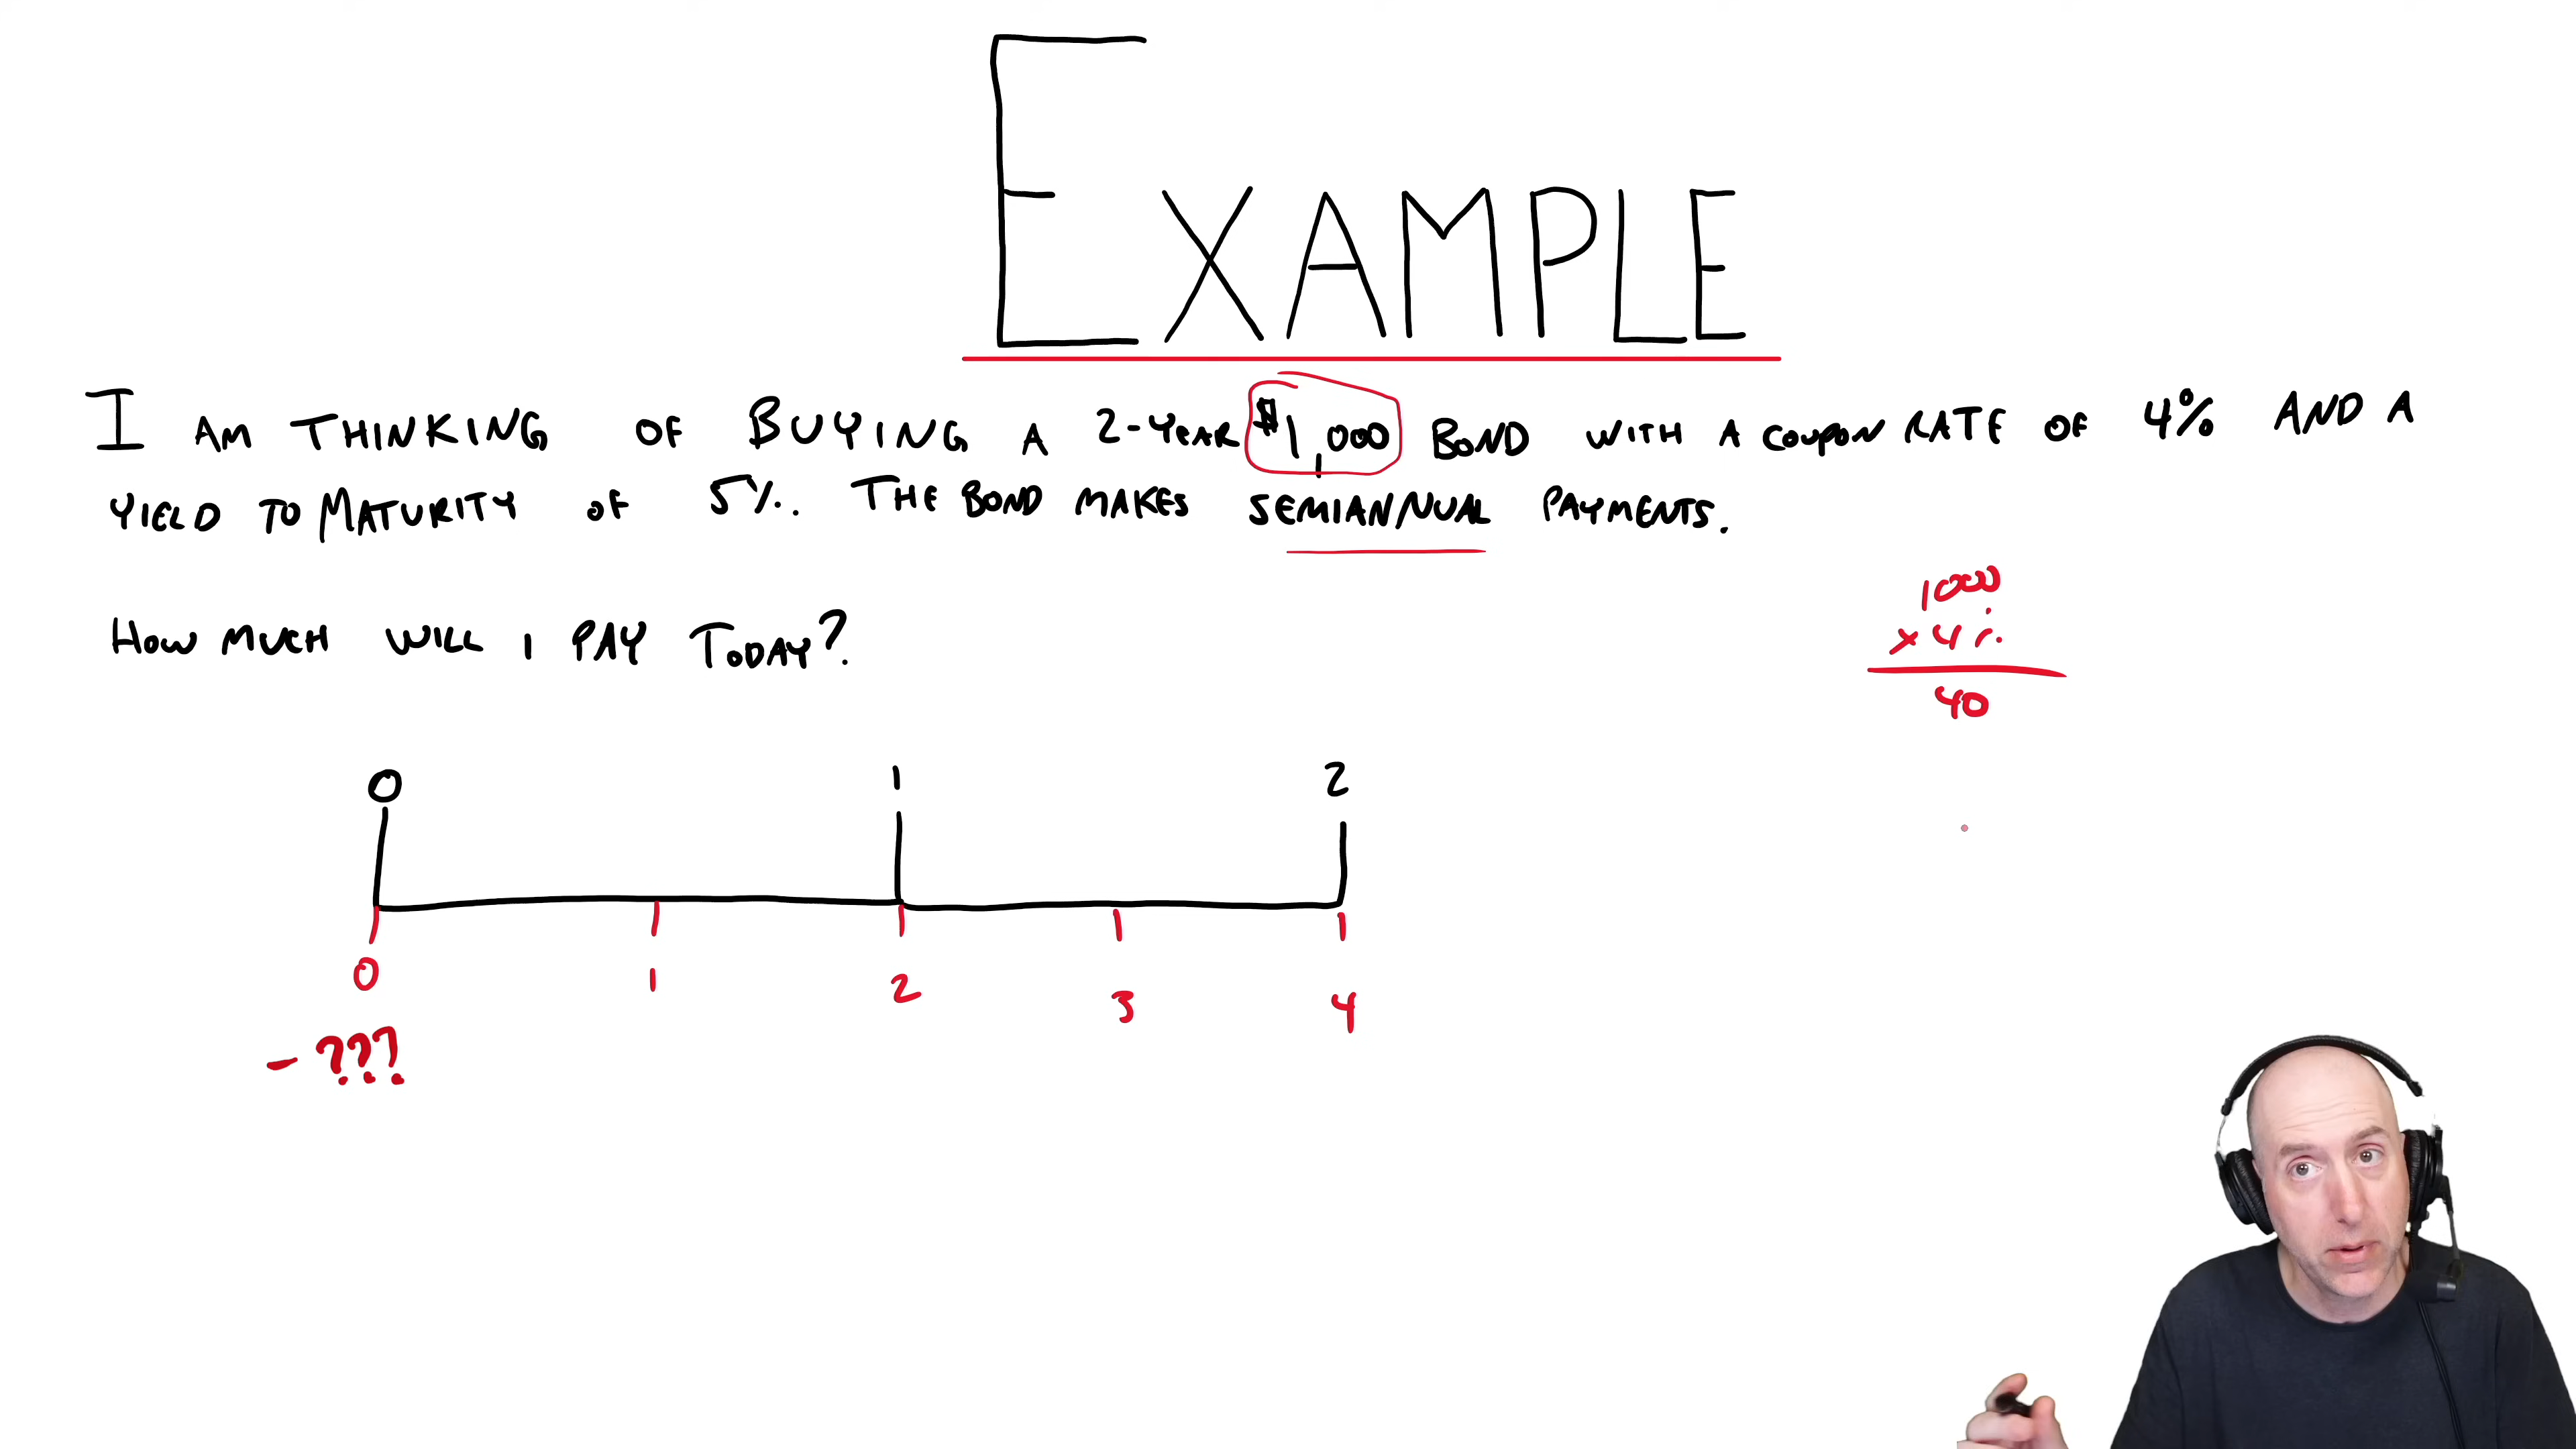 EXAMPLE
I AM THINKING OF BUYING A 2-YEAR $1,000 BOND WITH A COUPON RATE OF 4% AND A
YIELD TO MATURITY OF 5%. THE BOND MAKES SEMIANNUAL PAYMENTS.
HOW MUCH WILL I PAY TODAY?
1000
x 4%
40
0 1 2
0 1 2 3 4
- ???